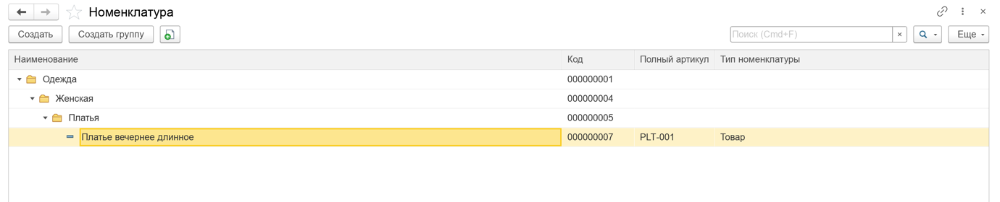 Номенклатура
Создать Создать группу Поиск (Cmd+F) Еще
Наименование Код Полный артикул Тип номенклатуры
Одежда 000000001
Женская 000000004
Платья 000000005
Платье вечернее длинное 000000007 PLT-001 Товар